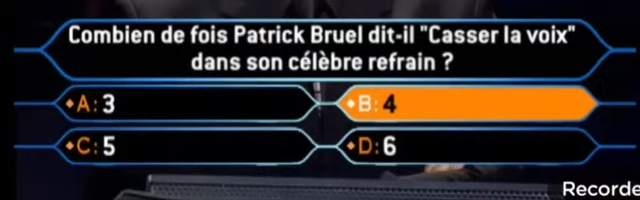 Combien de fois Patrick Bruel dit-il "Casser la voix"
dans son célèbre refrain ?
A: 3
B: 4
C: 5
D: 6
Recorde